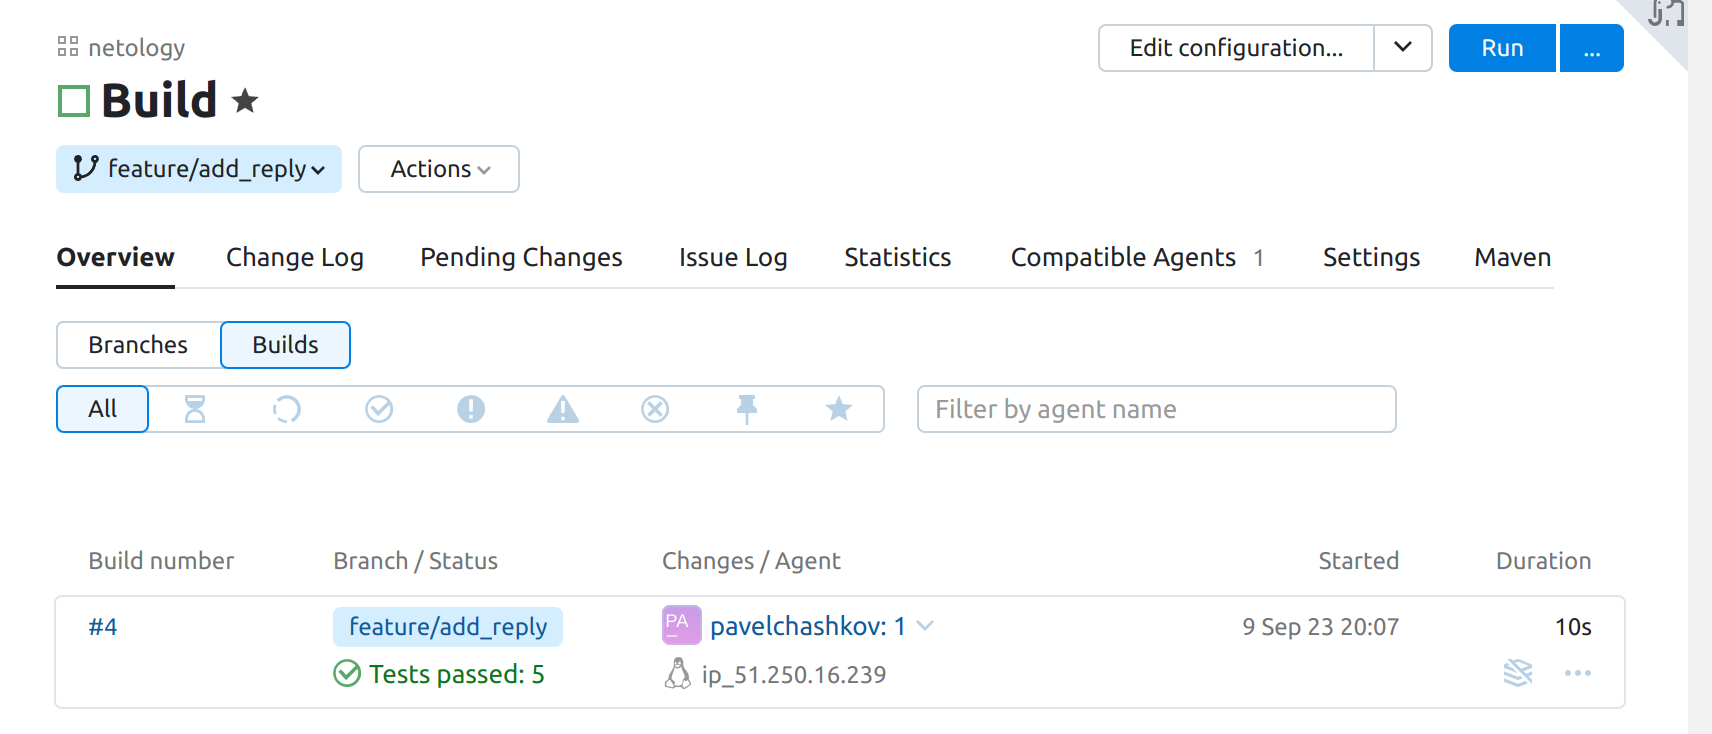 netology
Edit configuration...
Run
...
Build
feature/add_reply
Actions
Overview
Change Log
Pending Changes
Issue Log
Statistics
Compatible Agents 1
Settings
Maven
Branches
Builds
All
Filter by agent name
Build number
Branch / Status
Changes / Agent
Started
Duration
#4
feature/add_reply
PA
pavelchashkov: 1
9 Sep 23 20:07
10s
Tests passed: 5
ip_51.250.16.239